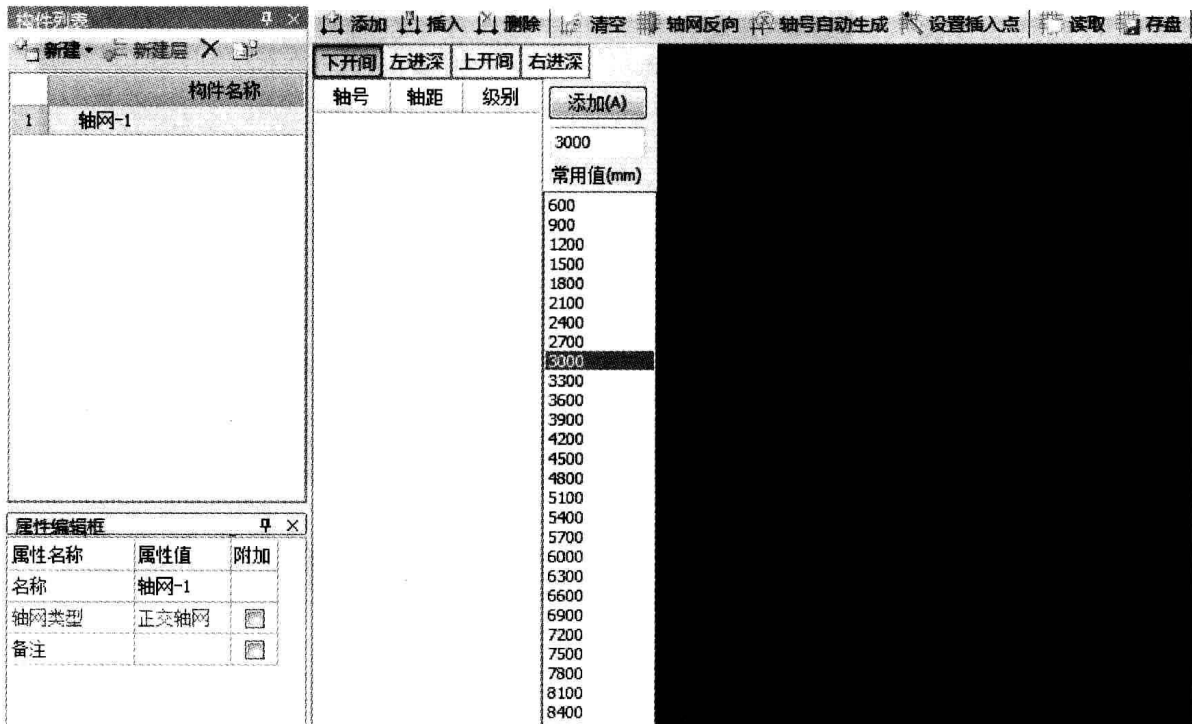 构件列表
新建 新建层
构件名称
1 轴网-1
属性编辑框
属性名称 属性值 附加
名称 轴网-1
轴网类型 正交轴网
备注
添加 插入 删除 清空 轴网反向 轴号自动生成 设置插入点 读取 存盘
下开间 左进深 上开间 右进深
轴号 轴距 级别
添加(A)
3000
常用值(mm)
600
900
1200
1500
1800
2100
2400
2700
3000
3300
3600
3900
4200
4500
4800
5100
5400
5700
6000
6300
6600
6900
7200
7500
7800
8100
8400